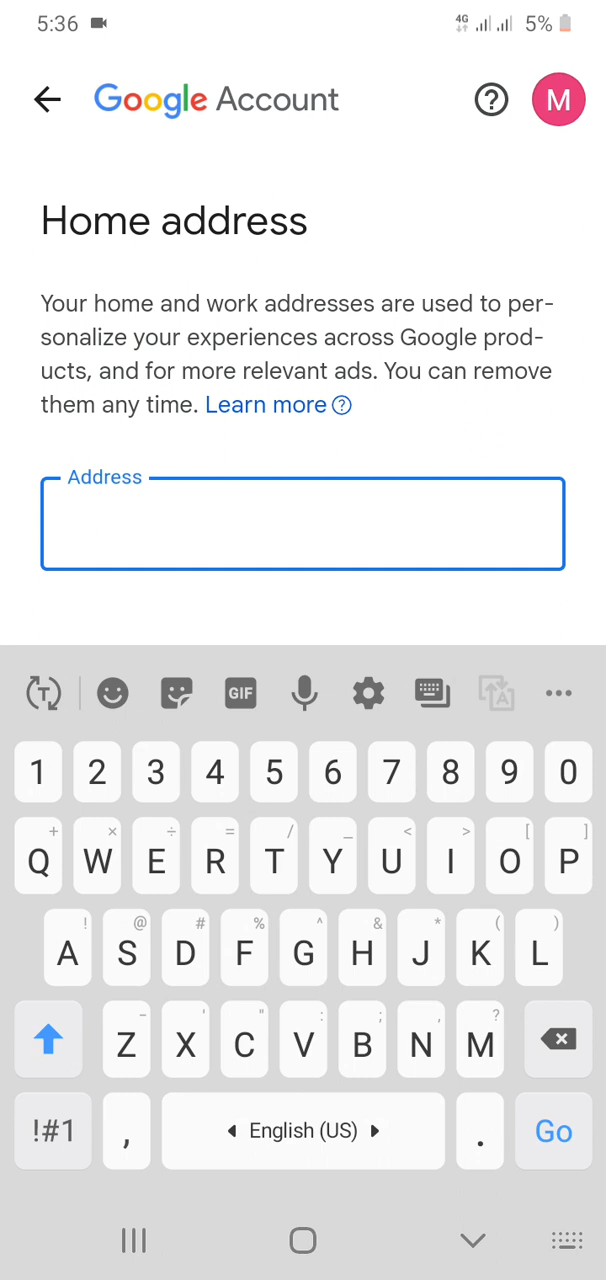 5:36 4G 5%
Google Account M
Home address
Your home and work addresses are used to per-
sonalize your experiences across Google prod-
ucts, and for more relevant ads. You can remove
them any time. Learn more
Address
T GIF A
1 2 3 4 5 6 7 8 9 0
+ × ÷ = / _ < > [ ]
Q W E R T Y U I O P
! @ # % ^ & * ( )
A S D F G H J K L
- ' " : ; , ?
Z X C V B N M
!#1 , English (US) . Go